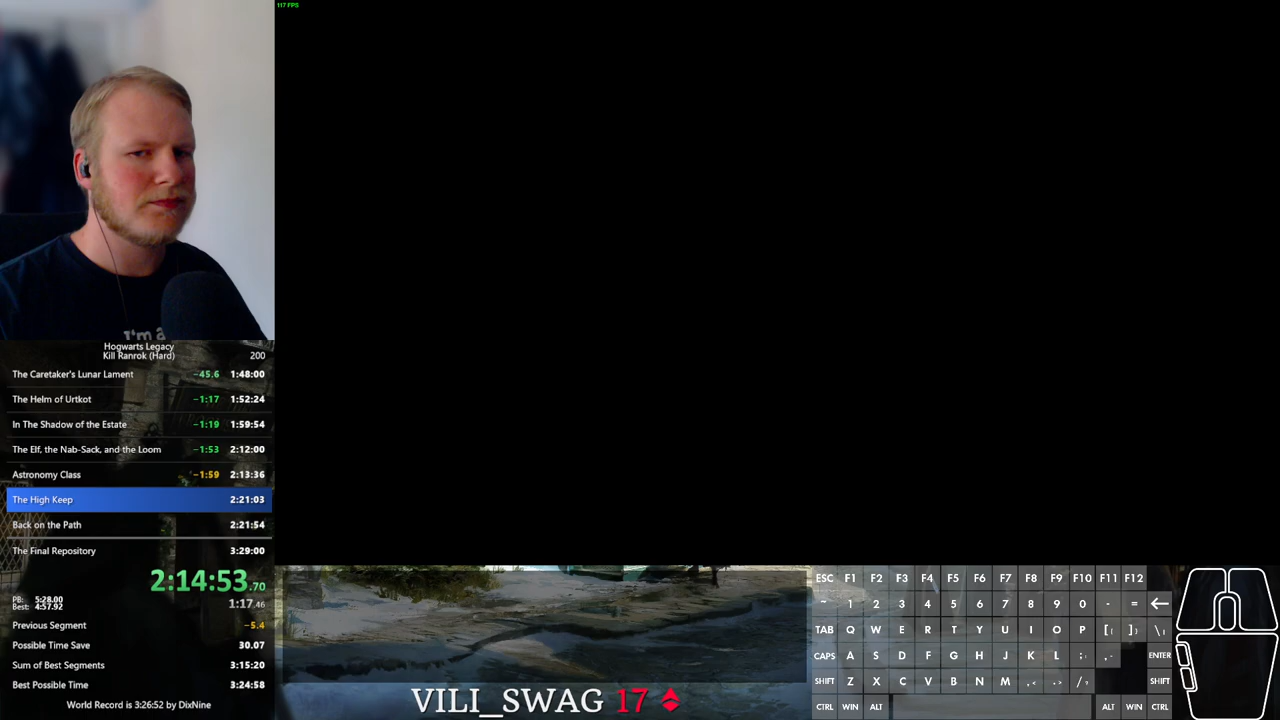 117 FPS
I'm a
Hogwarts Legacy
Kill Ranrok (Hard) 200
The Caretaker's Lunar Lament -45.6 1:48:00
The Helm of Urtkot -1:17 1:52:24
In The Shadow of the Estate -1:19 1:59:54
The Elf, the Nab-Sack, and the Loom -1:53 2:12:00
Astronomy Class -1:59 2:13:36
The High Keep 2:21:03
Back on the Path 2:21:54
The Final Repository 3:29:00
2:14:53.70
PB: 5:28.00 1:17.46
Best: 4:57.92
Previous Segment -5.4
Possible Time Save 30.07
Sum of Best Segments 3:15:20
Best Possible Time 3:24:58
World Record is 3:26:52 by DixNine
VILI_SWAG 17
ESC F1 F2 F3 F4 F5 F6 F7 F8 F9 F10 F11 F12
~ 1 2 3 4 5 6 7 8 9 0 - = ←
TAB Q W E R T Y U I O P
CAPS A S D F G H J K L ENTER
SHIFT Z X C V B N M SHIFT
CTRL WIN ALT ALT WIN CTRL